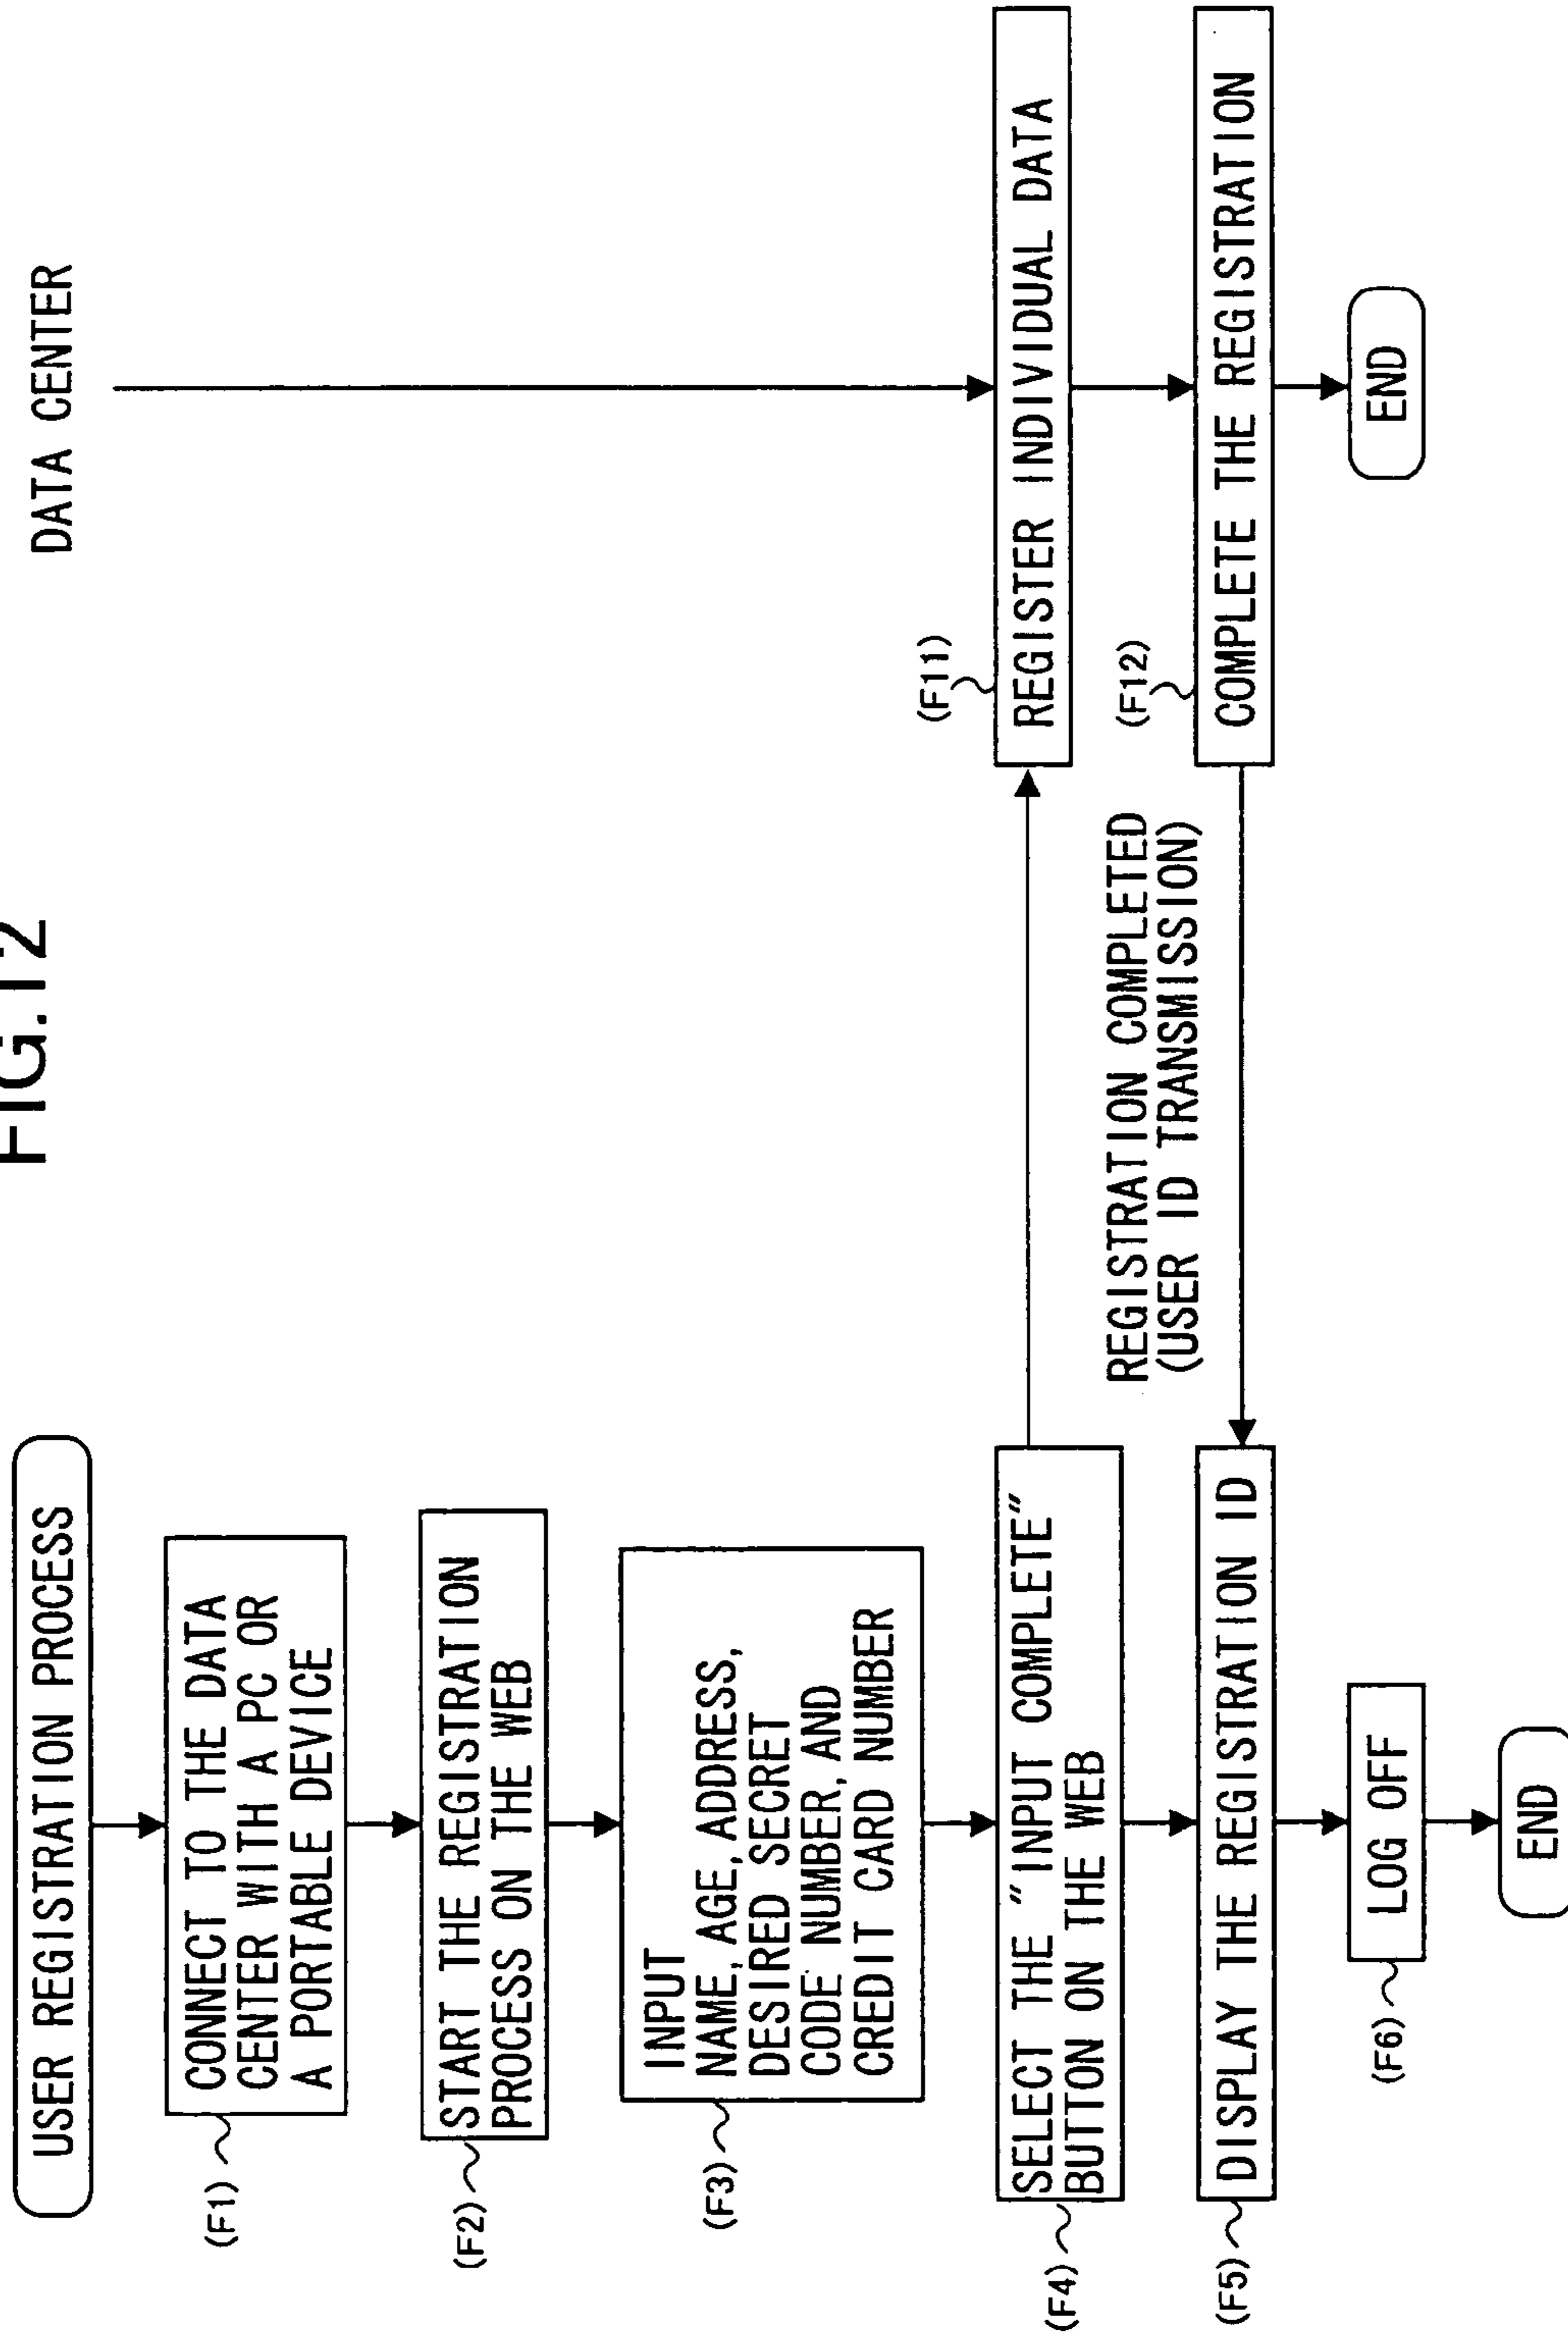 FIG.12
USER REGISTRATION PROCESS
DATA CENTER
(F1)
CONNECT TO THE DATA
CENTER WITH A PC OR
A PORTABLE DEVICE
(F2)
START THE REGISTRATION
PROCESS ON THE WEB
(F3)
INPUT
NAME, AGE, ADDRESS,
DESIRED SECRET
CODE NUMBER, AND
CREDIT CARD NUMBER
(F4)
SELECT THE "INPUT COMPLETE"
BUTTON ON THE WEB
(F11)
REGISTER INDIVIDUAL DATA
REGISTRATION COMPLETED
(USER ID TRANSMISSION)
(F12)
COMPLETE THE REGISTRATION
(F5)
DISPLAY THE REGISTRATION ID
(F6)
LOG OFF
END
END